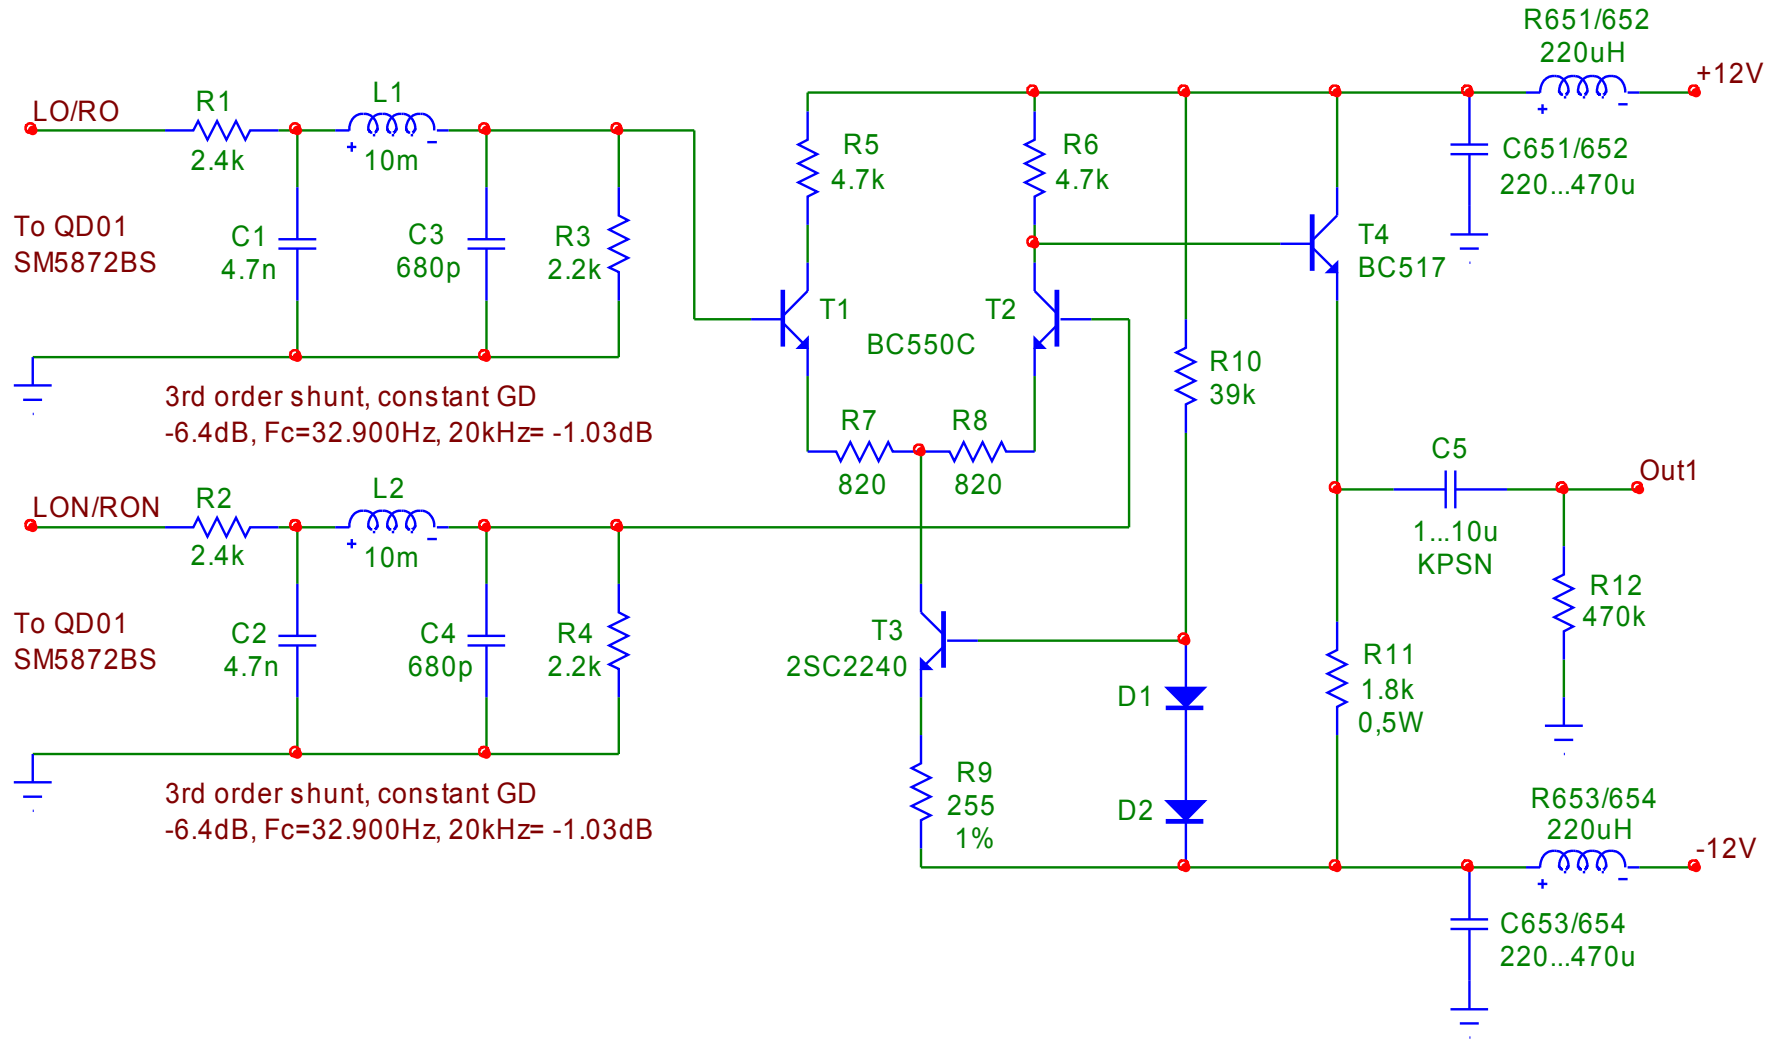 R651/652
220uH
+12V
LO/RO
R1
2.4k
L1
10m
R5
4.7k
R6
4.7k
C651/652
220...470u
To QD01
SM5872BS
C1
4.7n
C3
680p
R3
2.2k
T4
BC517
T1
T2
BC550C
R10
39k
3rd order shunt, constant GD
-6.4dB, Fc=32.900Hz, 20kHz= -1.03dB
R7
820
R8
820
C5
1...10u
KPSN
Out1
LON/RON
R2
2.4k
L2
10m
R12
470k
To QD01
SM5872BS
C2
4.7n
C4
680p
R4
2.2k
T3
2SC2240
D1
R11
1.8k
0,5W
R9
255
1%
D2
3rd order shunt, constant GD
-6.4dB, Fc=32.900Hz, 20kHz= -1.03dB
R653/654
220uH
-12V
C653/654
220...470u